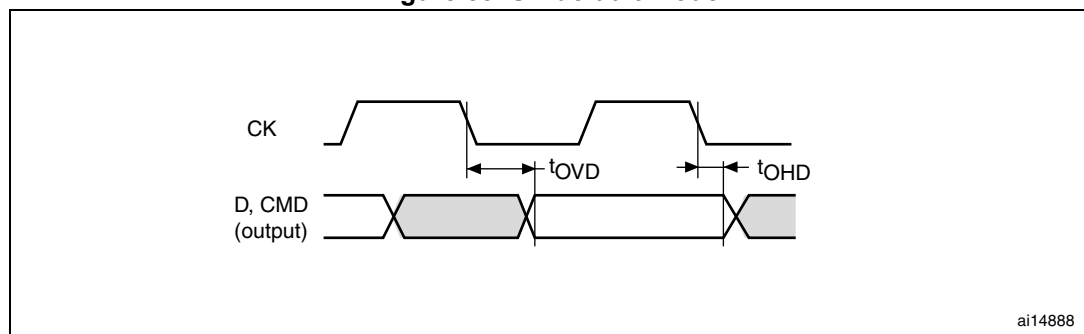 CK
tOVD
tOHD
D, CMD
(output)
ai14888